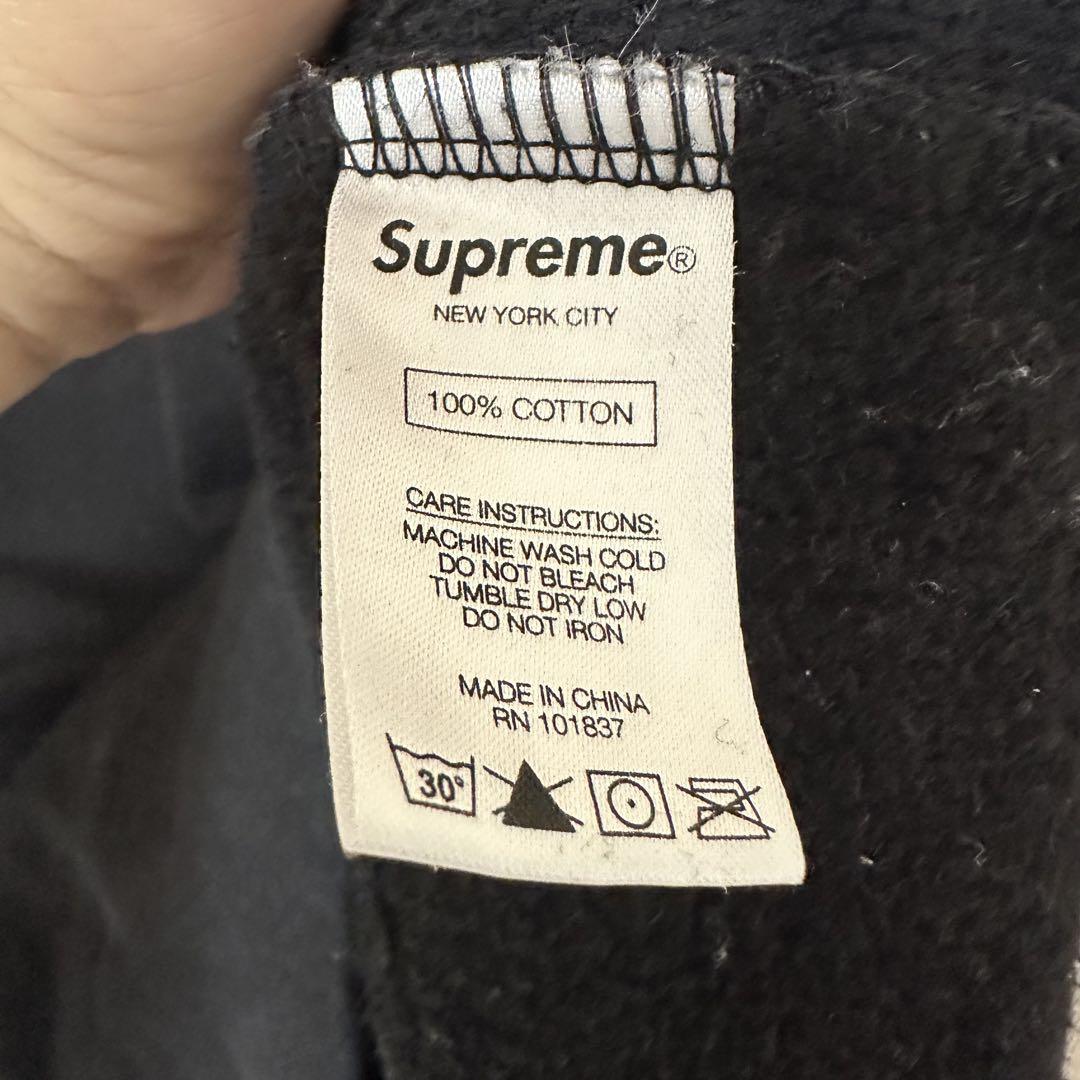 Supreme®
NEW YORK CITY
100% COTTON
CARE INSTRUCTIONS:
MACHINE WASH COLD
DO NOT BLEACH
TUMBLE DRY LOW
DO NOT IRON
MADE IN CHINA
RN 101837
30°